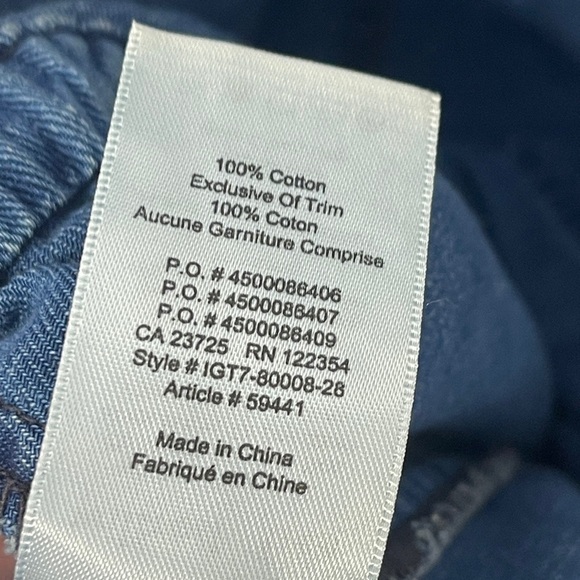 100% Cotton
Exclusive Of Trim
100% Coton
Aucune Garniture Comprise
P.O. # 4500086406
P.O. # 4500086407
P.O. # 4500086409
CA 23725 RN 122354
Style # IGT7-80008-26
Article # 59441
Made in China
Fabriqué en Chine